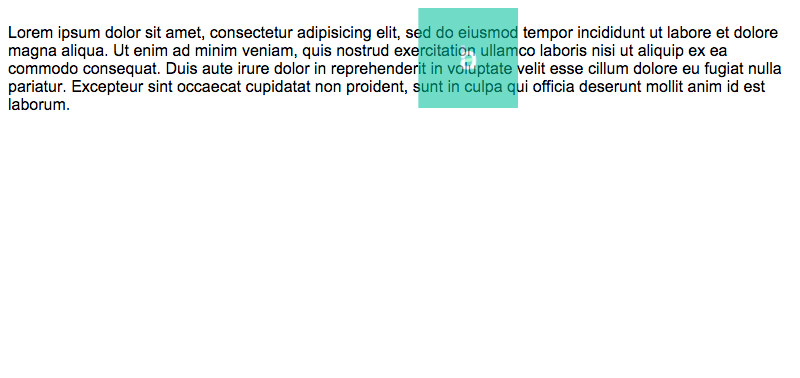 Lorem ipsum dolor sit amet, consectetur adipisicing elit, sed do eiusmod tempor incididunt ut labore et dolore
magna aliqua. Ut enim ad minim veniam, quis nostrud exercitation ullamco laboris nisi ut aliquip ex ea
commodo consequat. Duis aute irure dolor in reprehenderit in voluptate velit esse cillum dolore eu fugiat nulla
pariatur. Excepteur sint occaecat cupidatat non proident, sunt in culpa qui officia deserunt mollit anim id est
laborum.
a